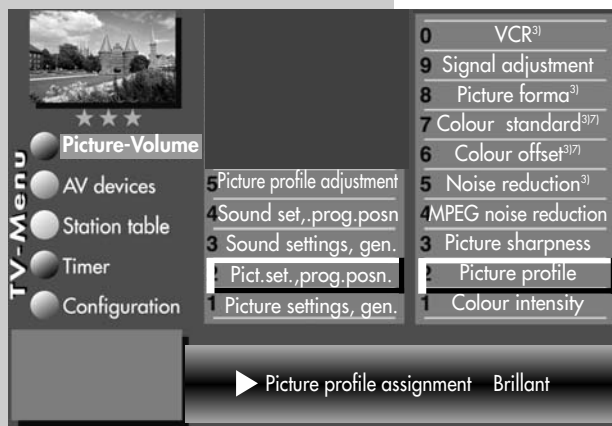 TV-Menu
★★★
Picture-Volume
AV devices
Station table
Timer
Configuration
5 Picture profile adjustment
4 Sound set,.prog.posn
3 Sound settings, gen.
2 Pict.set.,prog.posn.
1 Picture settings, gen.
0 VCR3)
9 Signal adjustment
8 Picture forma3)
7 Colour standard3)7)
6 Colour offset3)7)
5 Noise reduction3)
4 MPEG noise reduction
3 Picture sharpness
2 Picture profile
1 Colour intensity
Picture profile assignment Brillant